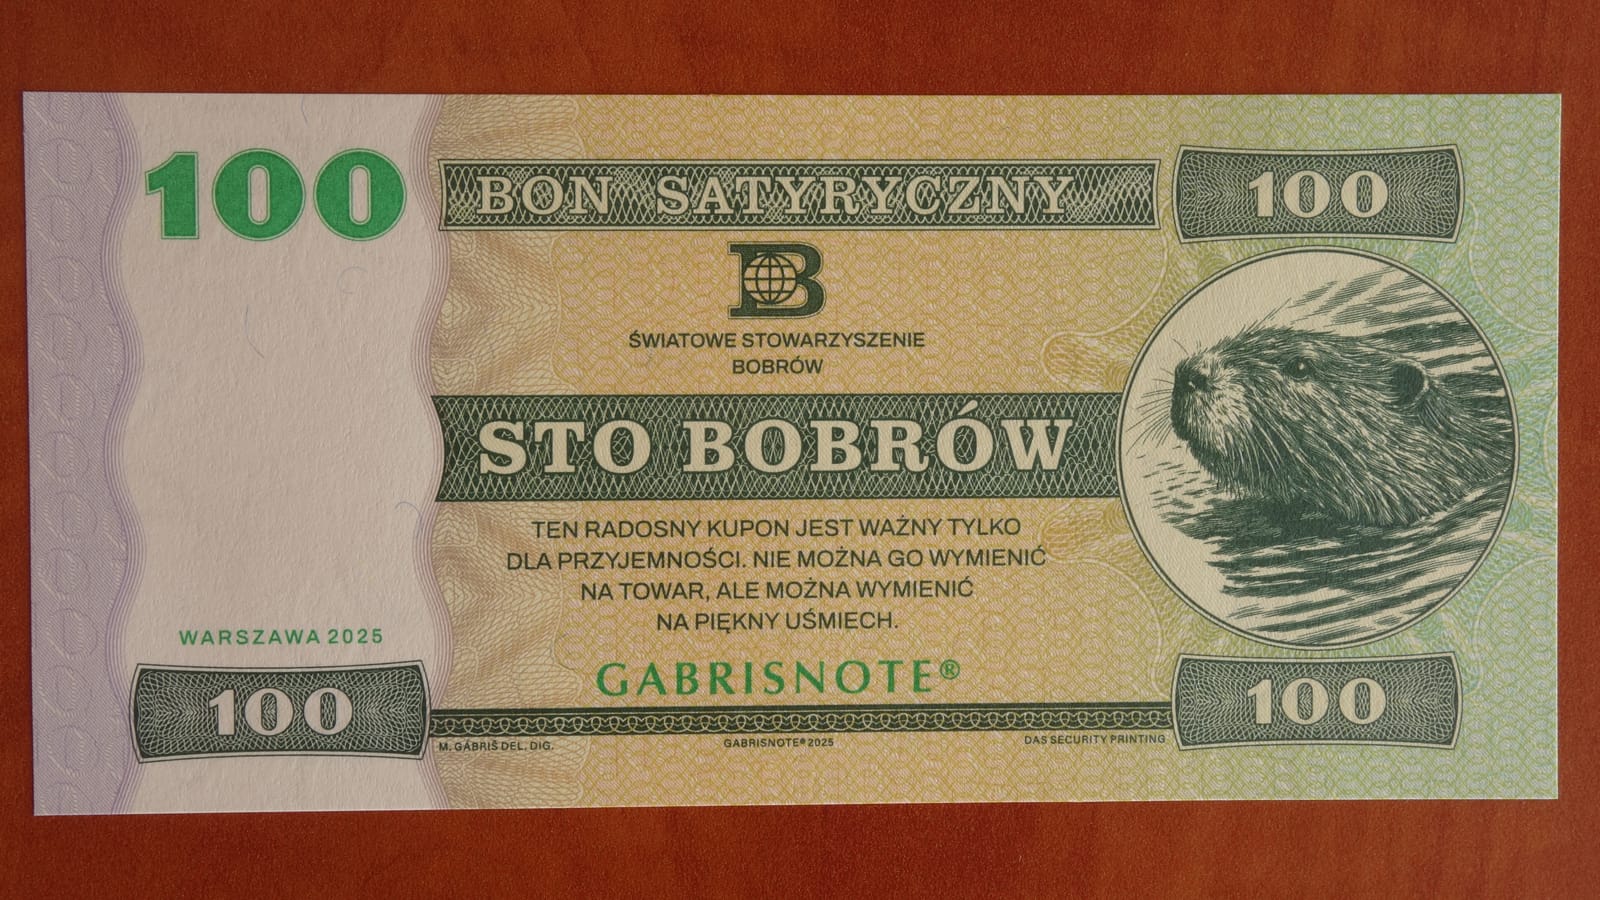 100
BON SATYRYCZNY
100
B
ŚWIATOWE STOWARZYSZENIE
BOBRÓW
STO BOBRÓW
TEN RADOSNY KUPON JEST WAŻNY TYLKO
DLA PRZYJEMNOŚCI. NIE MOŻNA GO WYMIENIĆ
NA TOWAR, ALE MOŻNA WYMIENIĆ
NA PIĘKNY UŚMIECH.
WARSZAWA 2025
GABRISNOTE®
100
100
M. GÁBRIŠ DEL. DIG.
GABRISNOTE® 2025
DAS SECURITY PRINTING